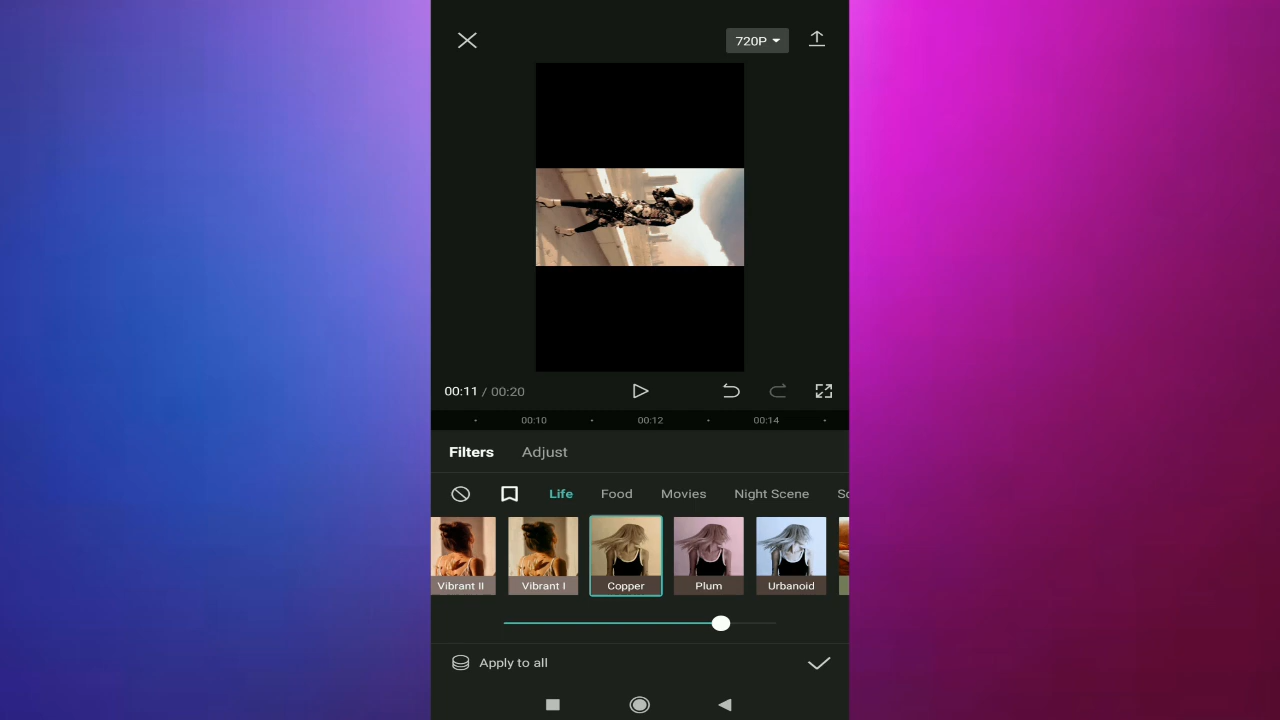 720P
00:11 / 00:20
00:10 00:12 00:14
Filters Adjust
Life Food Movies Night Scene
Vibrant II Vibrant I Copper Plum Urbanoid
Apply to all